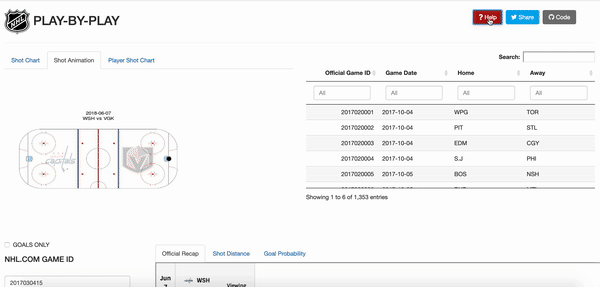 NHL
PLAY-BY-PLAY
Help
Share
Code
Shot Chart
Shot Animation
Player Shot Chart
Search:
Official Game ID
Game Date
Home
Away
All
All
All
All
2017020001 2017-10-04 WPG TOR
2017020002 2017-10-04 PIT STL
2017020003 2017-10-04 EDM CGY
2017020004 2017-10-04 S.J PHI
2017020005 2017-10-05 BOS NSH
Showing 1 to 6 of 1,353 entries
2018-06-07
WSH vs VGK
capitals
GOALS ONLY
NHL.COM GAME ID
2017030415
Official Recap
Shot Distance
Goal Probability
Jun
WSH
Viewing